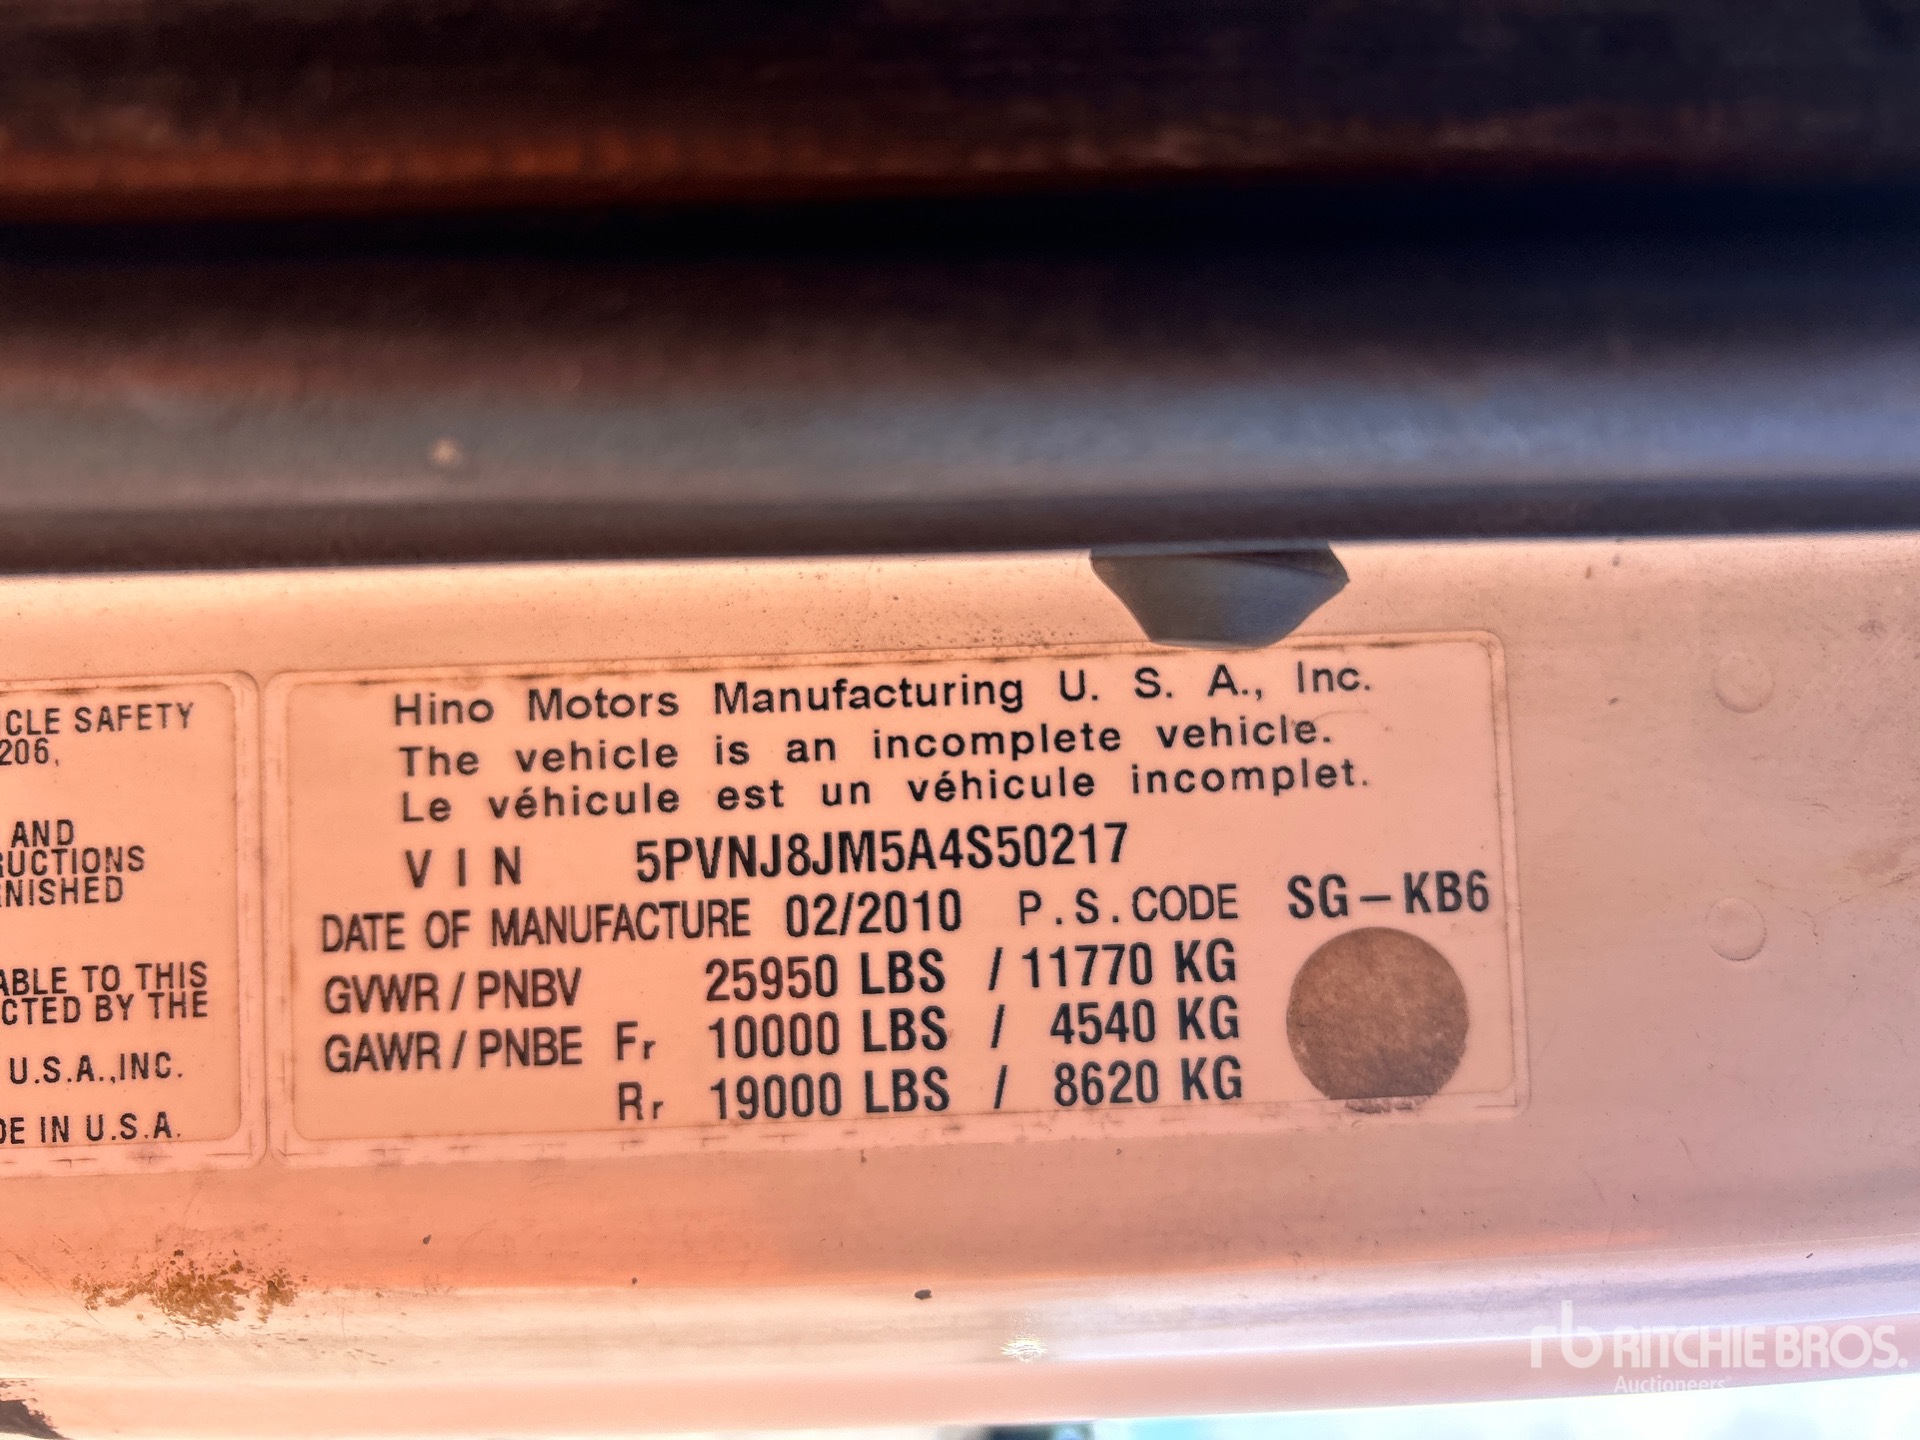 CLE SAFETY
206,
AND
UCTIONS
NISHED
ABLE TO THIS
CTED BY THE
U.S.A.,INC.
DE IN U.S.A.
Hino Motors Manufacturing U. S. A., Inc.
The vehicle is an incomplete vehicle.
Le véhicule est un véhicule incomplet.
VIN 5PVNJ8JM5A4S50217
DATE OF MANUFACTURE 02/2010 P.S.CODE SG-KB6
GVWR / PNBV 25950 LBS / 11770 KG
GAWR / PNBE Fr 10000 LBS / 4540 KG
Rr 19000 LBS / 8620 KG
rb RITCHIE BROS.
Auctioneers